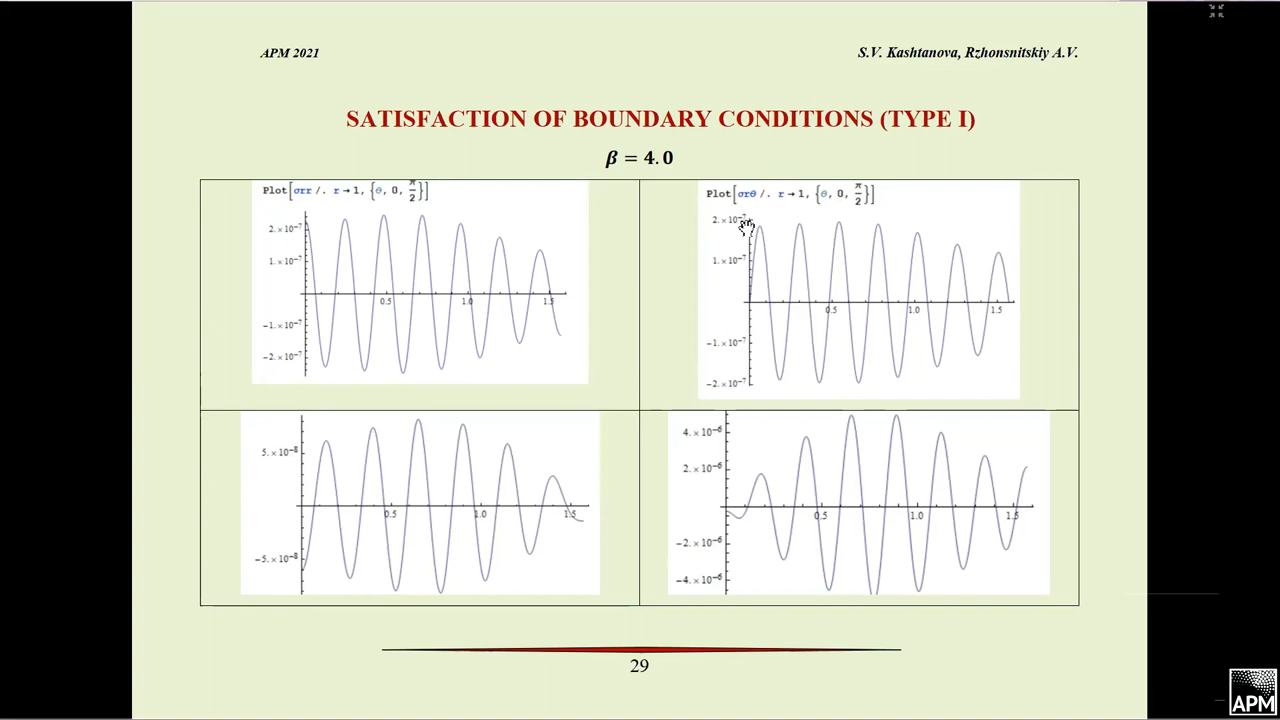 APM 2021
S.V. Kashtanova, Rzhonsnitskiy A.V.
SATISFACTION OF BOUNDARY CONDITIONS (TYPE I)
β = 4.0
Plot[σrr /. r → 1, {θ, 0, π/2}]
2. × 10⁻⁷
1. × 10⁻⁷
-1. × 10⁻⁷
-2. × 10⁻⁷
0.5 1.0 1.5
Plot[σrθ /. r → 1, {θ, 0, π/2}]
2. × 10⁻⁷
1. × 10⁻⁷
-1. × 10⁻⁷
-2. × 10⁻⁷
0.5 1.0 1.5
5. × 10⁻⁸
-5. × 10⁻⁸
0.5 1.0 1.5
4. × 10⁻⁶
2. × 10⁻⁶
-2. × 10⁻⁶
-4. × 10⁻⁶
0.5 1.0 1.5
29
APM